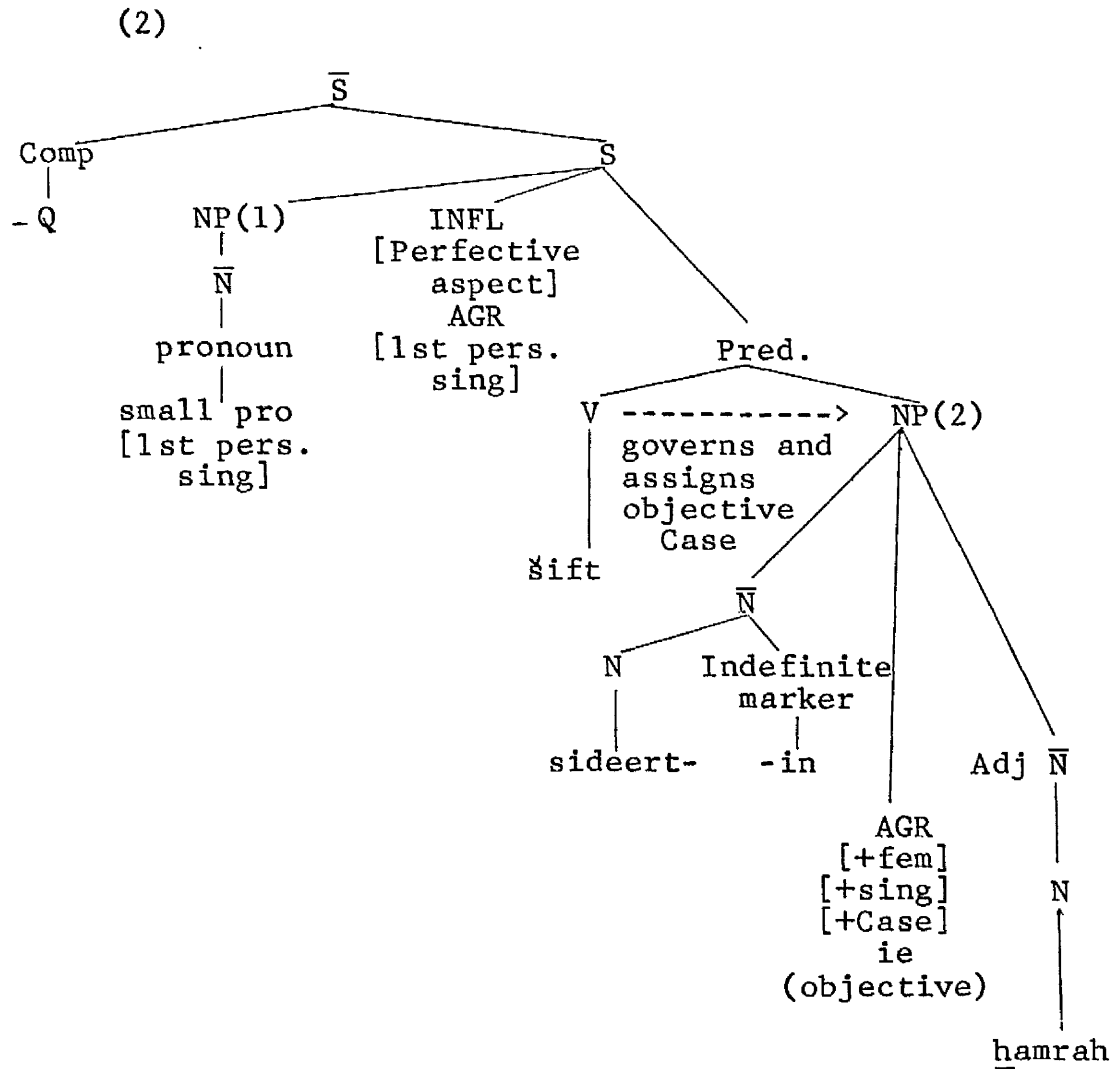 (2)
S̅
Comp
S
-Q
NP(1)
INFL
[Perfective
aspect]
AGR
[1st pers.
sing]
N̅
pronoun
small pro
[1st pers.
sing]
Pred.
V ------------> NP(2)
governs and
assigns
objective
Case
šift
N̅
N
Indefinite
marker
sideert-
-in
AGR
[+fem]
[+sing]
[+Case]
ie
(objective)
Adj N̅
N
h̲amrah